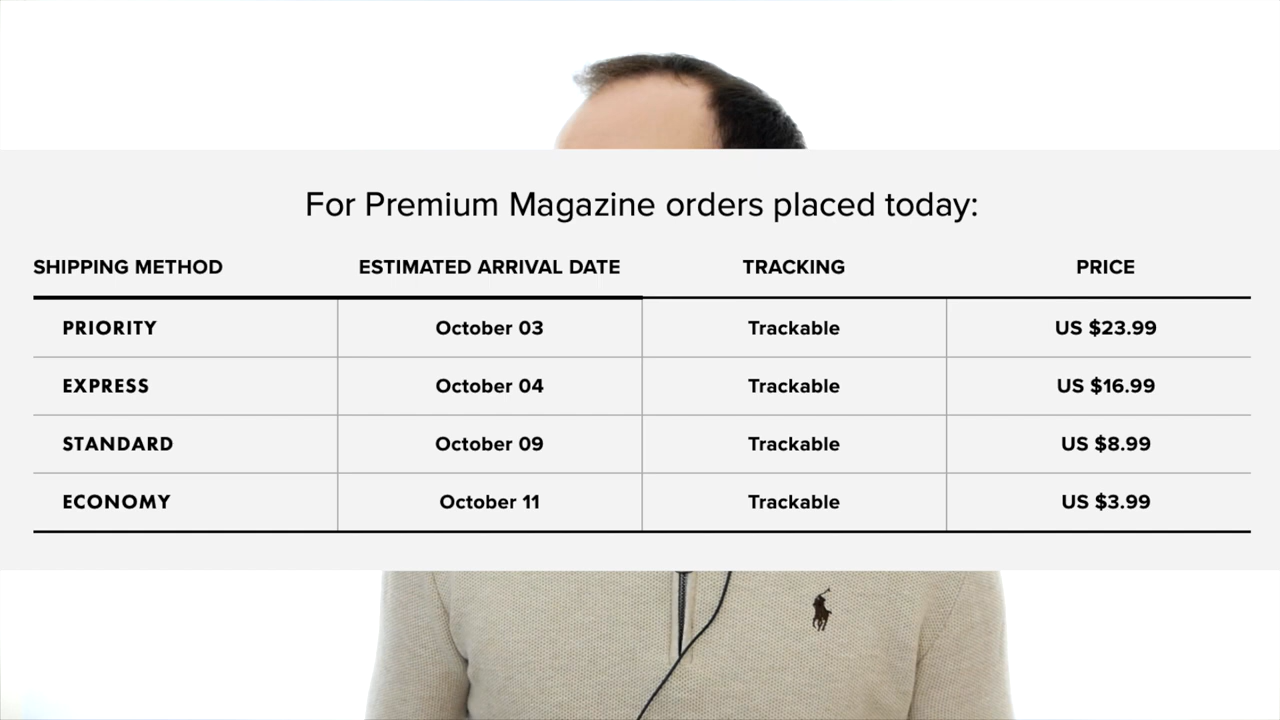 For Premium Magazine orders placed today:
SHIPPING METHOD ESTIMATED ARRIVAL DATE TRACKING PRICE
PRIORITY October 03 Trackable US $23.99
EXPRESS October 04 Trackable US $16.99
STANDARD October 09 Trackable US $8.99
ECONOMY October 11 Trackable US $3.99